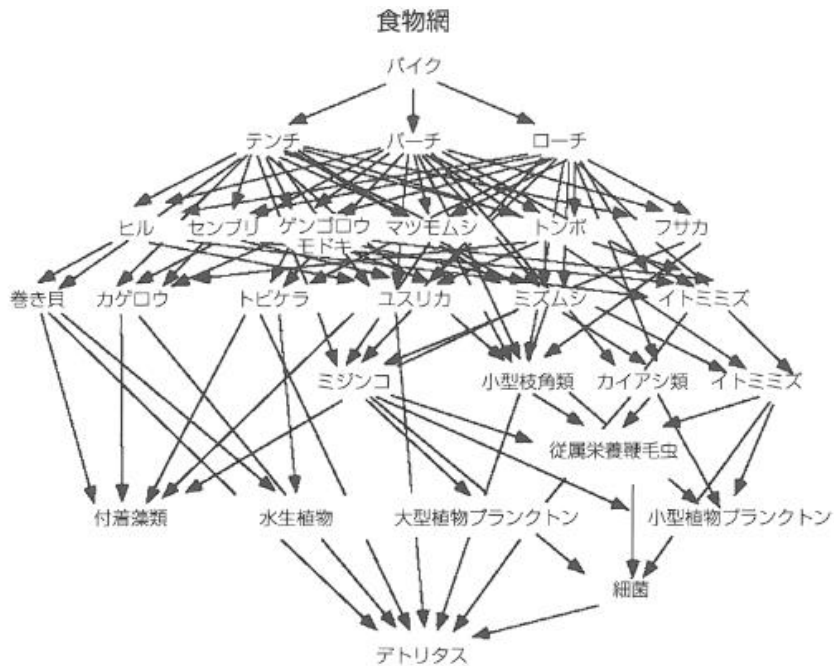 食物網
パイク
テンチ パーチ ローチ
ヒル センブリ ゲンゴロウモドキ マツモムシ トンボ フサカ
巻き貝 カゲロウ トビケラ ユスリカ ミズムシ イトミミズ
ミジンコ 小型枝角類 カイアシ類 イトミミズ
従属栄養鞭毛虫
付着藻類 水生植物 大型植物プランクトン 小型植物プランクトン
細菌
デトリタス